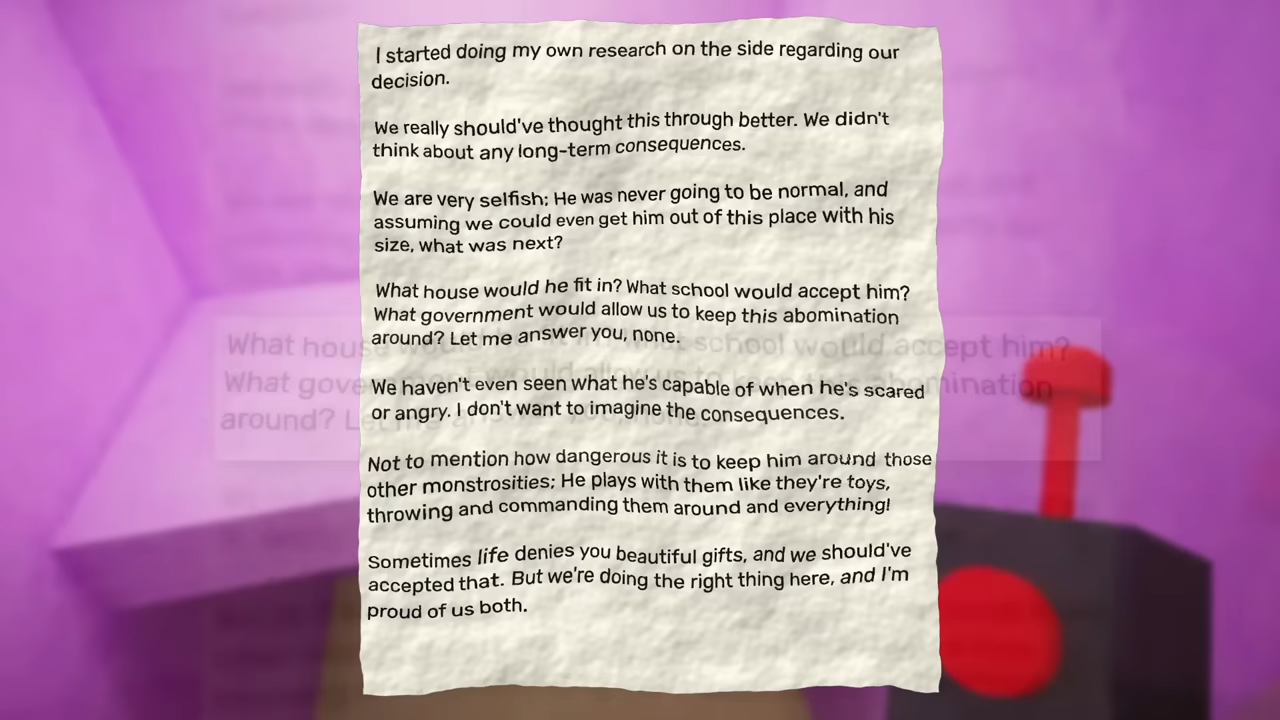 I started doing my own research on the side regarding our
decision.
We really should've thought this through better. We didn't
think about any long-term consequences.
We are very selfish; He was never going to be normal, and
assuming we could even get him out of this place with his
size, what was next?
What house would he fit in? What school would accept him?
What government would allow us to keep this abomination
around? Let me answer you, none.
We haven't even seen what he's capable of when he's scared
or angry. I don't want to imagine the consequences.
Not to mention how dangerous it is to keep him around those
other monstrosities; He plays with them like they're toys,
throwing and commanding them around and everything!
Sometimes life denies you beautiful gifts, and we should've
accepted that. But we're doing the right thing here, and I'm
proud of us both.